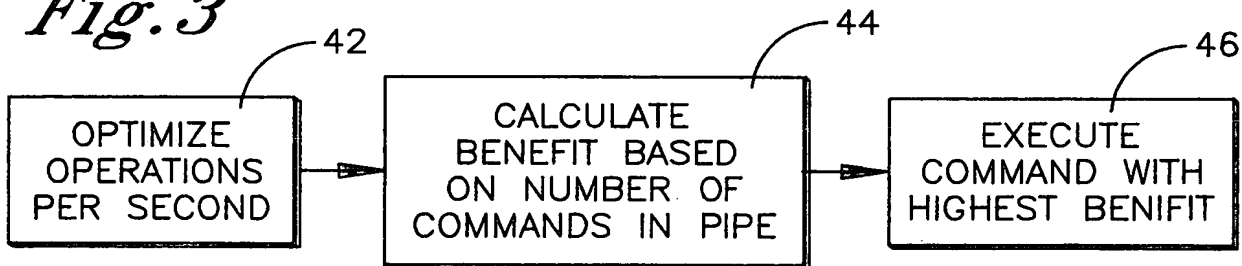 Fig. 3
42
OPTIMIZE
OPERATIONS
PER SECOND
44
CALCULATE
BENEFIT BASED
ON NUMBER OF
COMMANDS IN PIPE
46
EXECUTE
COMMAND WITH
HIGHEST BENIFIT